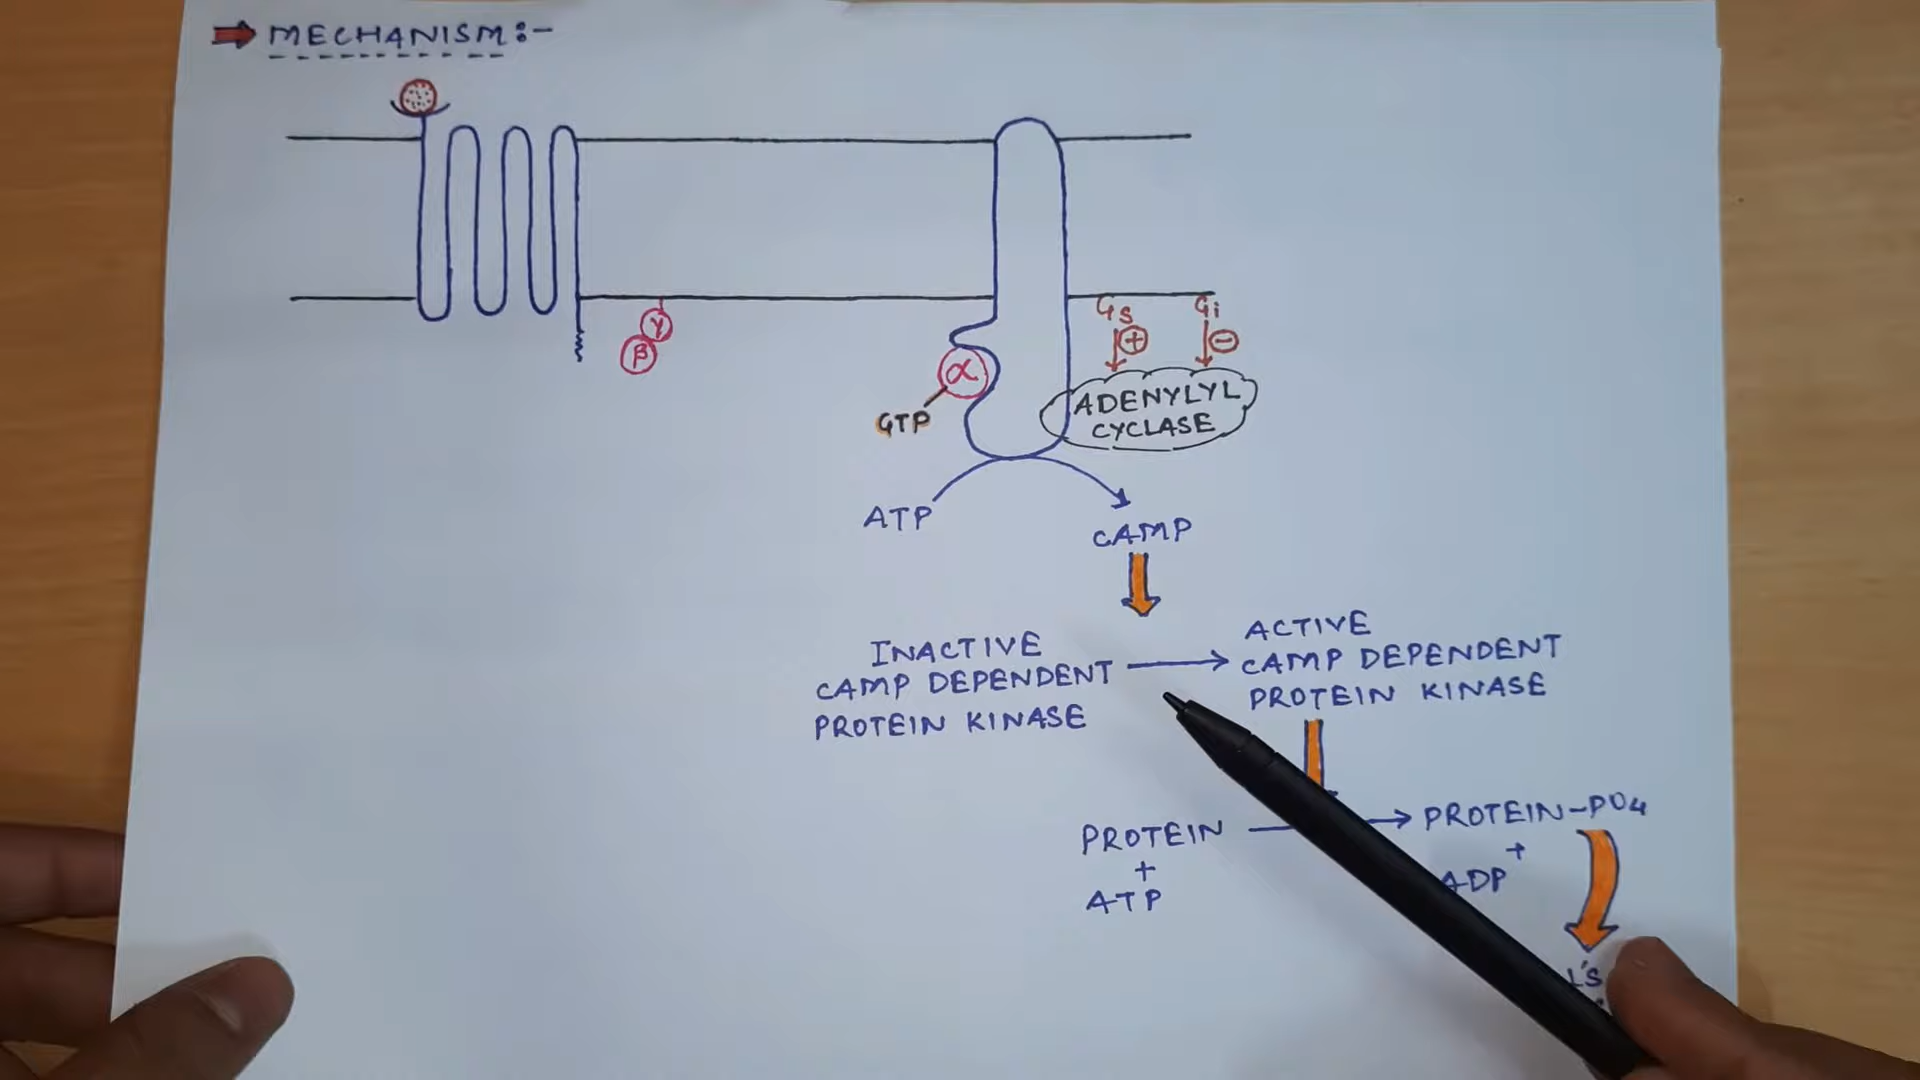 MECHANISM:-
γ
β
α
GTP
Gs
Gi
+
-
ADENYLYL
CYCLASE
ATP
CAMP
INACTIVE
CAMP DEPENDENT
PROTEIN KINASE
ACTIVE
CAMP DEPENDENT
PROTEIN KINASE
PROTEIN
+
ATP
PROTEIN-PO4
+
ADP
L'S